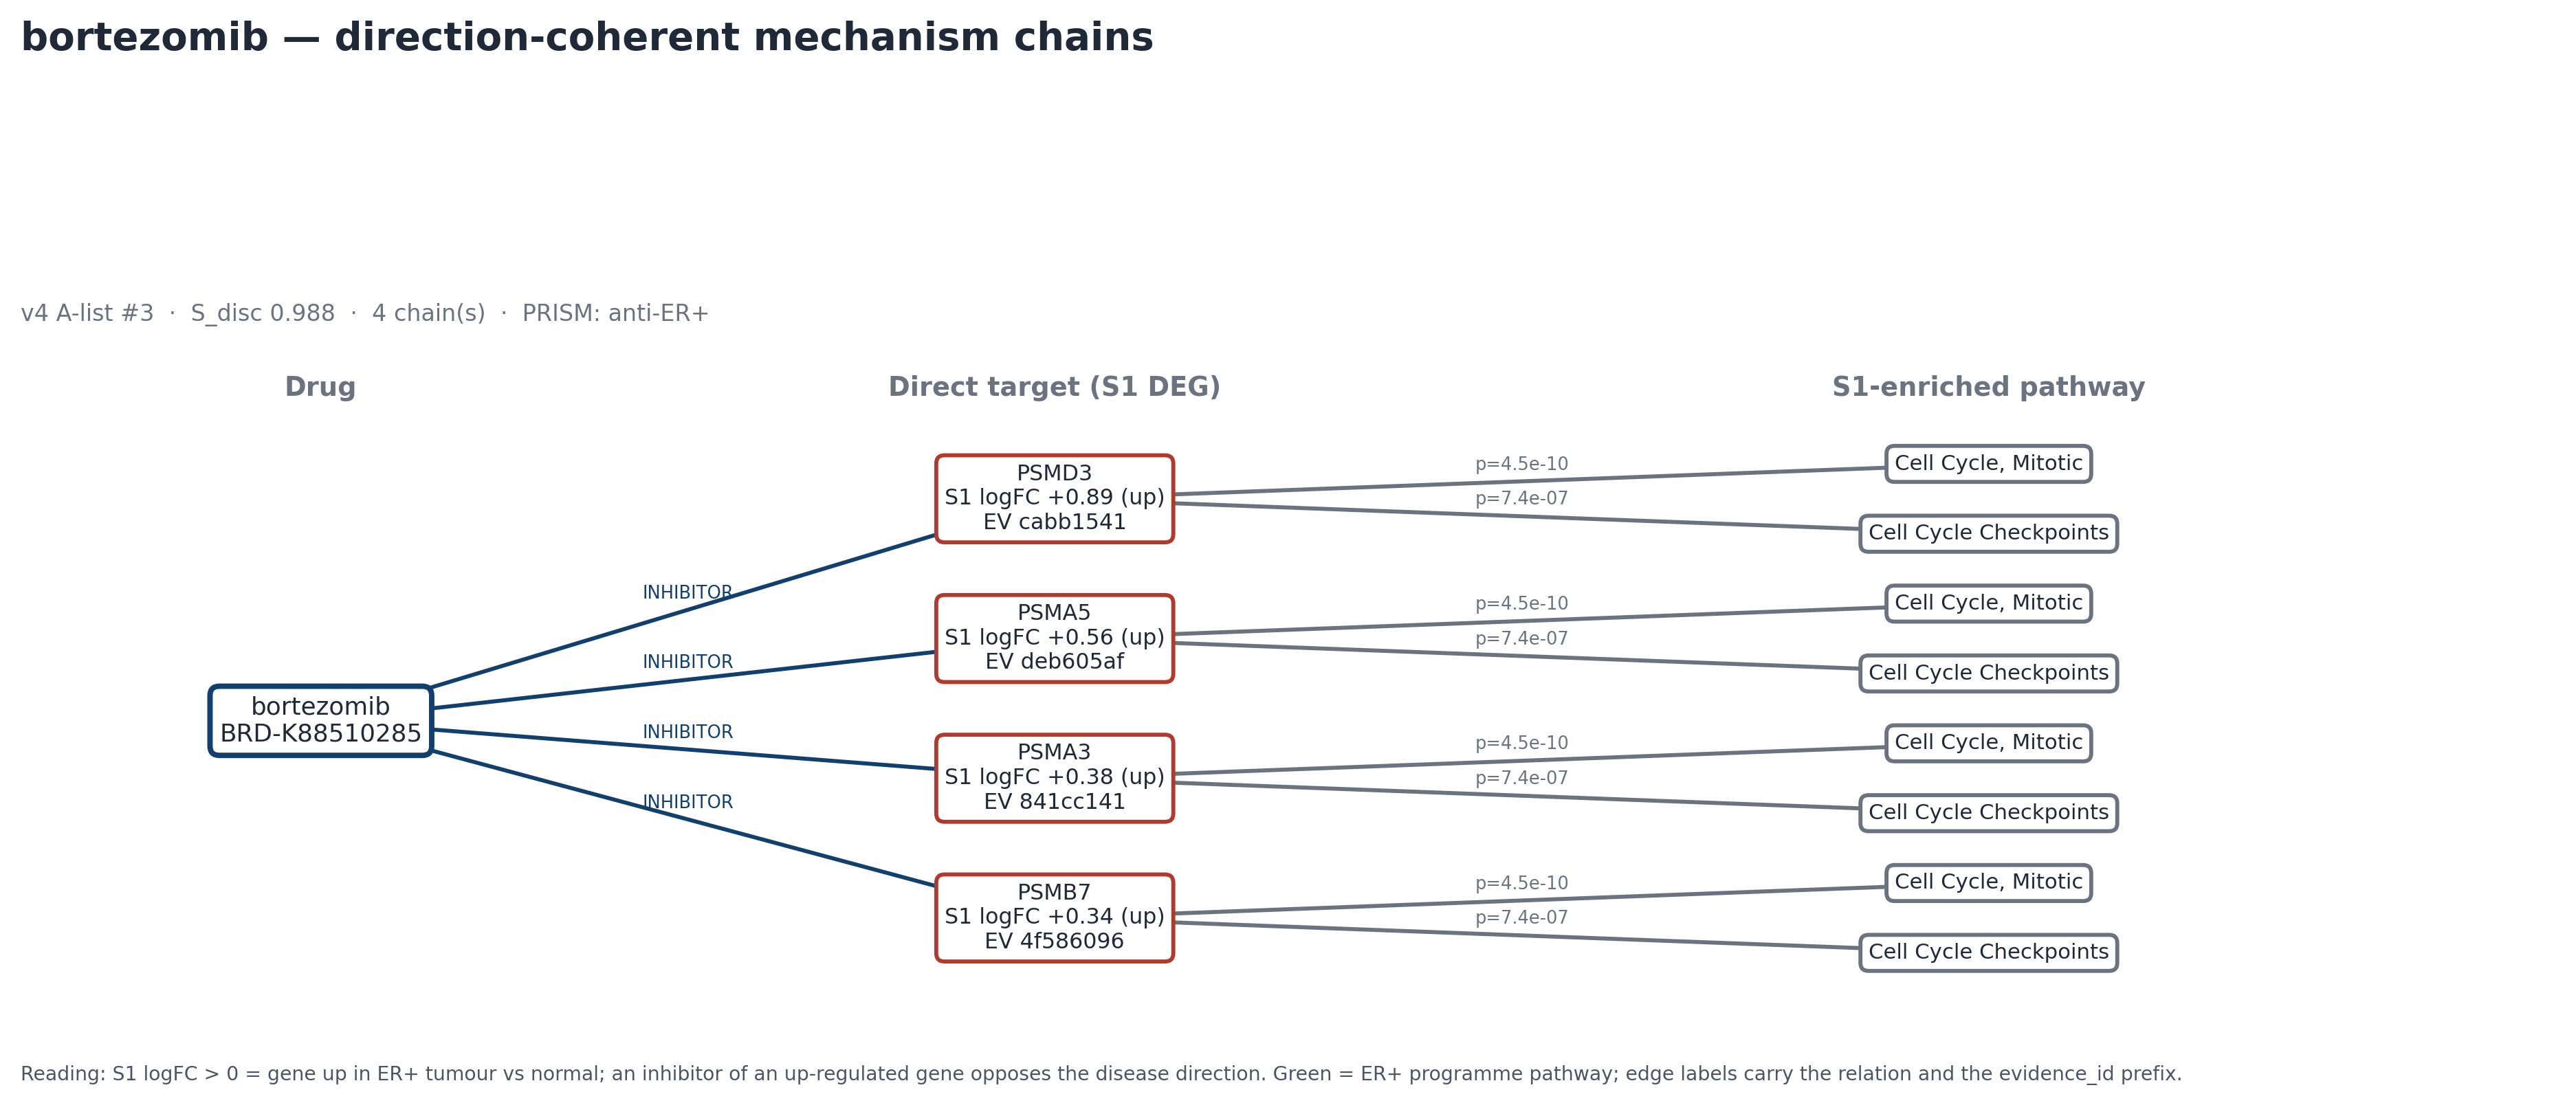 bortezomib — direction-coherent mechanism chains
v4 A-list #3 · S_disc 0.988 · 4 chain(s) · PRISM: anti-ER+
Drug
Direct target (S1 DEG)
S1-enriched pathway
bortezomib
BRD-K88510285
INHIBITOR
INHIBITOR
INHIBITOR
INHIBITOR
PSMD3
S1 logFC +0.89 (up)
EV cabb1541
p=4.5e-10
Cell Cycle, Mitotic
p=7.4e-07
Cell Cycle Checkpoints
PSMA5
S1 logFC +0.56 (up)
EV deb605af
p=4.5e-10
Cell Cycle, Mitotic
p=7.4e-07
Cell Cycle Checkpoints
PSMA3
S1 logFC +0.38 (up)
EV 841cc141
p=4.5e-10
Cell Cycle, Mitotic
p=7.4e-07
Cell Cycle Checkpoints
PSMB7
S1 logFC +0.34 (up)
EV 4f586096
p=4.5e-10
Cell Cycle, Mitotic
p=7.4e-07
Cell Cycle Checkpoints
Reading: S1 logFC > 0 = gene up in ER+ tumour vs normal; an inhibitor of an up-regulated gene opposes the disease direction. Green = ER+ programme pathway; edge labels carry the relation and the evidence_id prefix.